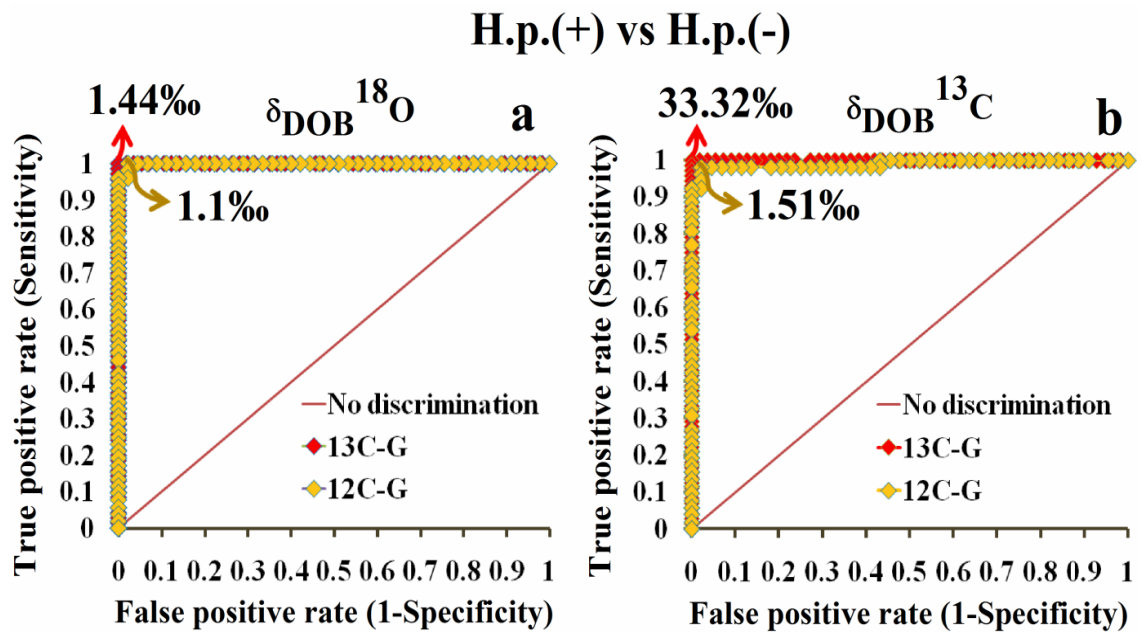 H.p.(+) vs H.p.(-)
1.44‰
δDOB18O
a
1.1‰
True positive rate (Sensitivity)
1
0.9
0.8
0.7
0.6
0.5
0.4
0.3
0.2
0.1
0
No discrimination
13C-G
12C-G
0 0.1 0.2 0.3 0.4 0.5 0.6 0.7 0.8 0.9 1
False positive rate (1-Specificity)
33.32‰
δDOB13C
b
1.51‰
True positive rate (Sensitivity)
1
0.9
0.8
0.7
0.6
0.5
0.4
0.3
0.2
0.1
0
No discrimination
13C-G
12C-G
0 0.1 0.2 0.3 0.4 0.5 0.6 0.7 0.8 0.9 1
False positive rate (1-Specificity)